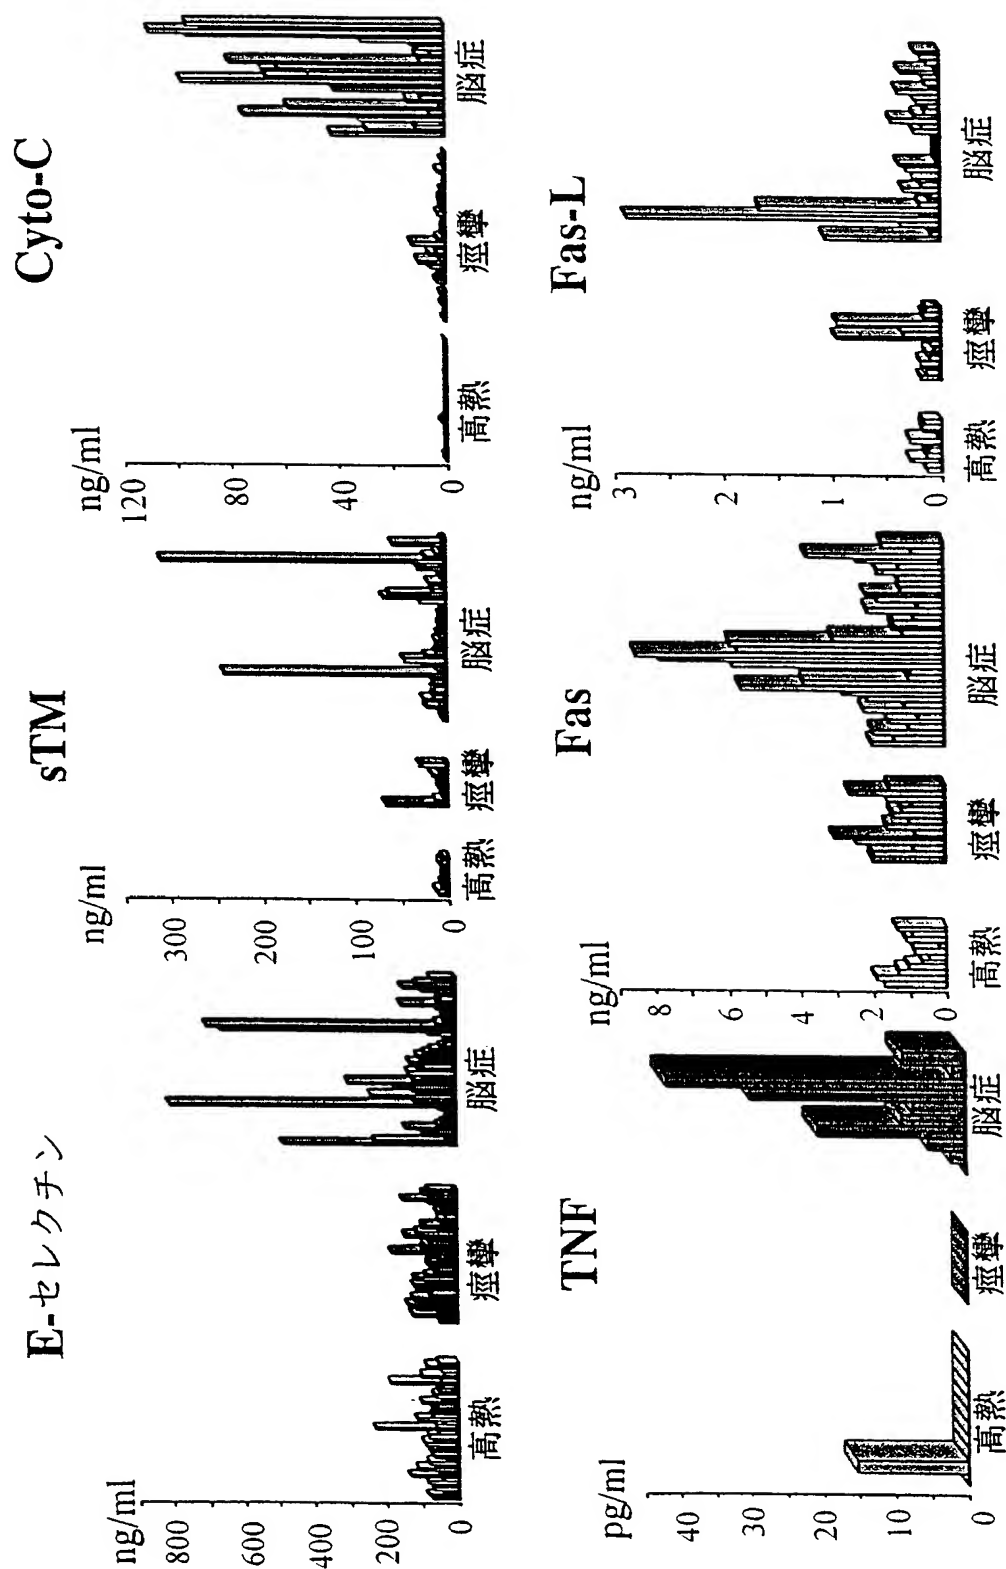 E-セレクチン
ng/ml
800
600
400
200
0
高熱
痙攣
脳症
sTM
ng/ml
300
200
100
0
高熱
痙攣
脳症
Cyto-C
ng/ml
120
80
40
0
高熱
痙攣
脳症
TNF
pg/ml
40
30
20
10
0
高熱
痙攣
脳症
Fas
ng/ml
8
6
4
2
0
高熱
痙攣
脳症
Fas-L
ng/ml
3
2
1
0
高熱
痙攣
脳症